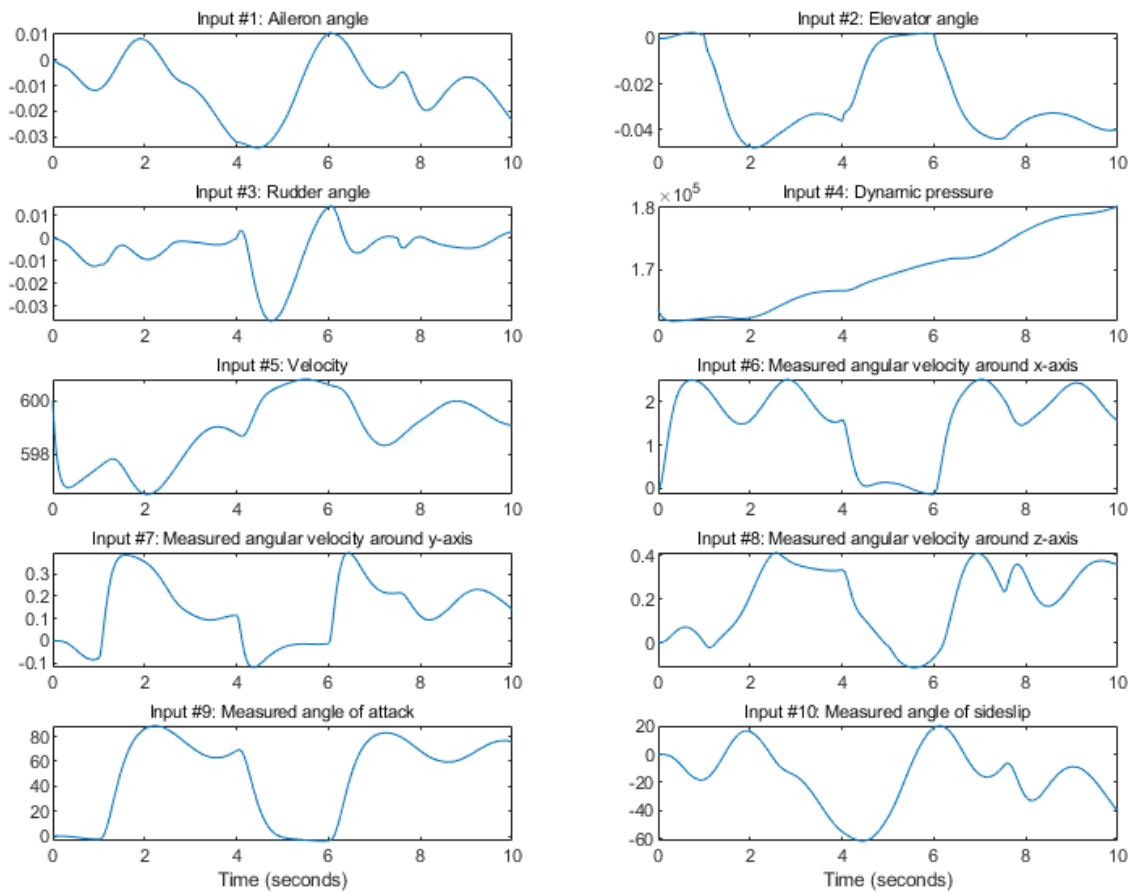 Input #1: Aileron angle
0.01
0
-0.01
-0.02
-0.03
0 2 4 6 8 10
Input #2: Elevator angle
0
-0.02
-0.04
0 2 4 6 8 10
Input #3: Rudder angle
0.01
0
-0.01
-0.02
-0.03
0 2 4 6 8 10
Input #4: Dynamic pressure
×10^5
1.8
1.7
0 2 4 6 8 10
Input #5: Velocity
600
598
0 2 4 6 8 10
Input #6: Measured angular velocity around x-axis
2
1
0
0 2 4 6 8 10
Input #7: Measured angular velocity around y-axis
0.3
0.2
0.1
0
-0.1
0 2 4 6 8 10
Input #8: Measured angular velocity around z-axis
0.4
0.2
0
0 2 4 6 8 10
Input #9: Measured angle of attack
80
60
40
20
0
0 2 4 6 8 10
Time (seconds)
Input #10: Measured angle of sideslip
20
0
-20
-40
-60
0 2 4 6 8 10
Time (seconds)